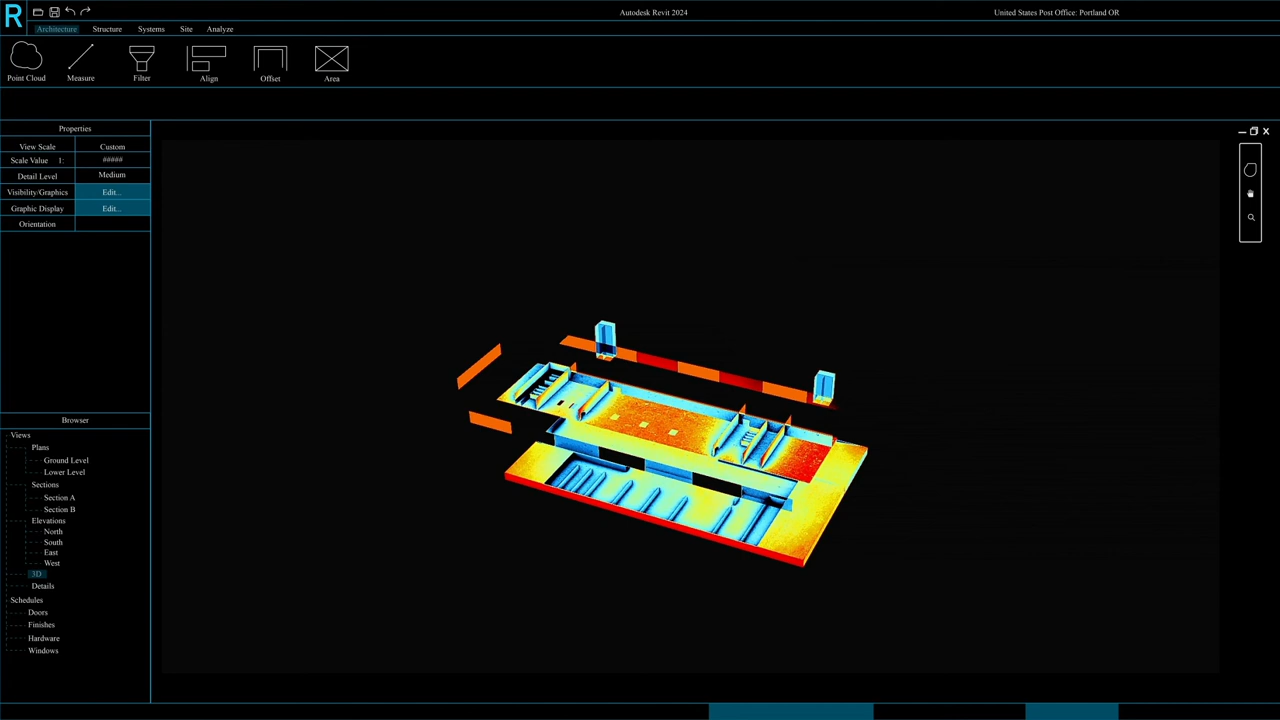 R
Autodesk Revit 2024
United States Post Office: Portland OR
Architecture Structure Systems Site Analyze
Point Cloud Measure Filter Align Offset Area
Properties
View Scale Custom
Scale Value 1: #####
Detail Level Medium
Visibility/Graphics Edit...
Graphic Display Edit...
Orientation
Browser
Views
Plans
Ground Level
Lower Level
Sections
Section A
Section B
Elevations
North
South
East
West
3D
Details
Schedules
Doors
Finishes
Hardware
Windows